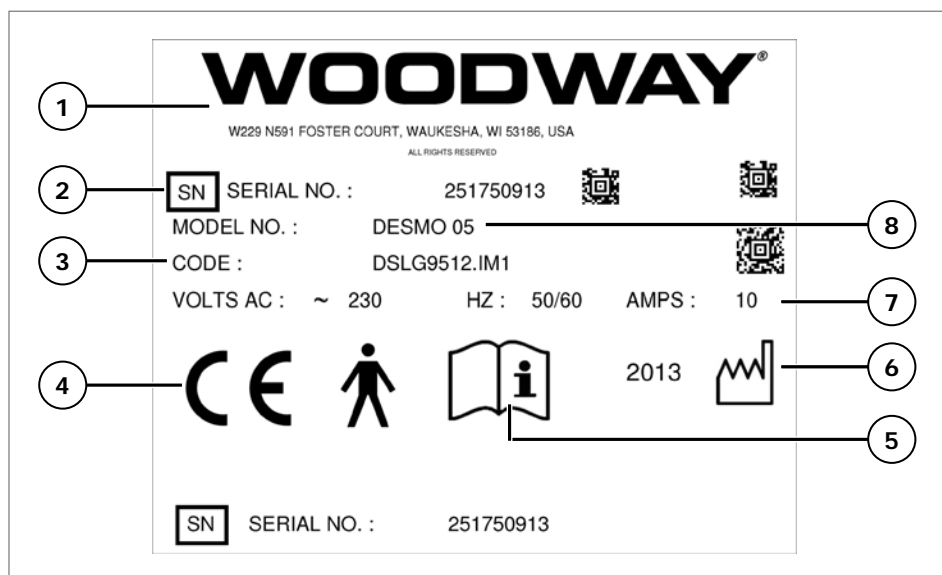 WOODWAY®
W229 N591 FOSTER COURT, WAUKESHA, WI 53186, USA
ALL RIGHTS RESERVED
1
2
SN SERIAL NO. : 251750913
MODEL NO. : DESMO 05
8
3
CODE : DSLG9512.IM1
VOLTS AC : ~ 230 HZ : 50/60 AMPS : 10
7
4
CE i 2013
6
5
SN SERIAL NO. : 251750913